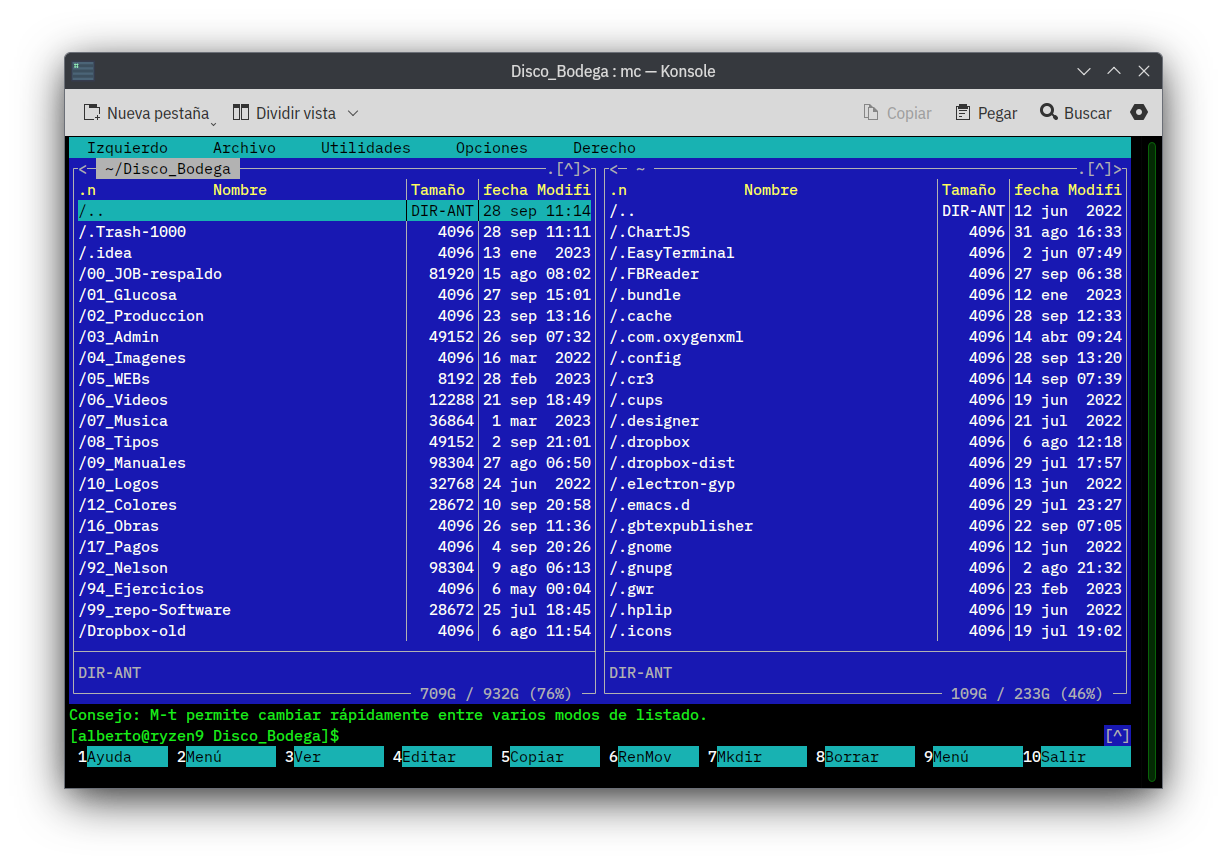 Disco_Bodega : mc — Konsole
Nueva pestaña Dividir vista Copiar Pegar Buscar
Izquierdo Archivo Utilidades Opciones Derecho
<─ ~/Disco_Bodega .[^]>
.n Nombre Tamaño fecha Modifi
/.. DIR-ANT 28 sep 11:14
/.Trash-1000 4096 28 sep 11:11
/.idea 4096 13 ene 2023
/00_JOB-respaldo 81920 15 ago 08:02
/01_Glucosa 4096 27 sep 15:01
/02_Produccion 4096 23 sep 13:16
/03_Admin 49152 26 sep 07:32
/04_Imagenes 4096 16 mar 2022
/05_WEBs 8192 28 feb 2023
/06_Videos 12288 21 sep 18:49
/07_Musica 36864 1 mar 2023
/08_Tipos 49152 2 sep 21:01
/09_Manuales 98304 27 ago 06:50
/10_Logos 32768 24 jun 2022
/12_Colores 28672 10 sep 20:58
/16_Obras 4096 26 sep 11:36
/17_Pagos 4096 4 sep 20:26
/92_Nelson 98304 9 ago 06:13
/94_Ejercicios 4096 6 may 00:04
/99_repo-Software 28672 25 jul 18:45
/Dropbox-old 4096 6 ago 11:54
DIR-ANT
709G / 932G (76%)
<─ ~ .[^]>
.n Nombre Tamaño fecha Modifi
/.. DIR-ANT 12 jun 2022
/.ChartJS 4096 31 ago 16:33
/.EasyTerminal 4096 2 jun 07:49
/.FBReader 4096 27 sep 06:38
/.bundle 4096 12 ene 2023
/.cache 4096 28 sep 12:33
/.com.oxygenxml 4096 14 abr 09:24
/.config 4096 28 sep 13:20
/.cr3 4096 14 sep 07:39
/.cups 4096 19 jun 2022
/.designer 4096 21 jul 2022
/.dropbox 4096 6 ago 12:18
/.dropbox-dist 4096 29 jul 17:57
/.electron-gyp 4096 13 jun 2022
/.emacs.d 4096 29 jul 23:27
/.gbtexpublisher 4096 22 sep 07:05
/.gnome 4096 12 jun 2022
/.gnupg 4096 2 ago 21:32
/.gwr 4096 23 feb 2023
/.hplip 4096 19 jun 2022
/.icons 4096 19 jul 19:02
DIR-ANT
109G / 233G (46%)
Consejo: M-t permite cambiar rápidamente entre varios modos de listado.
[alberto@ryzen9 Disco_Bodega]$ [^]
1Ayuda 2Menú 3Ver 4Editar 5Copiar 6RenMov 7Mkdir 8Borrar 9Menú 10Salir